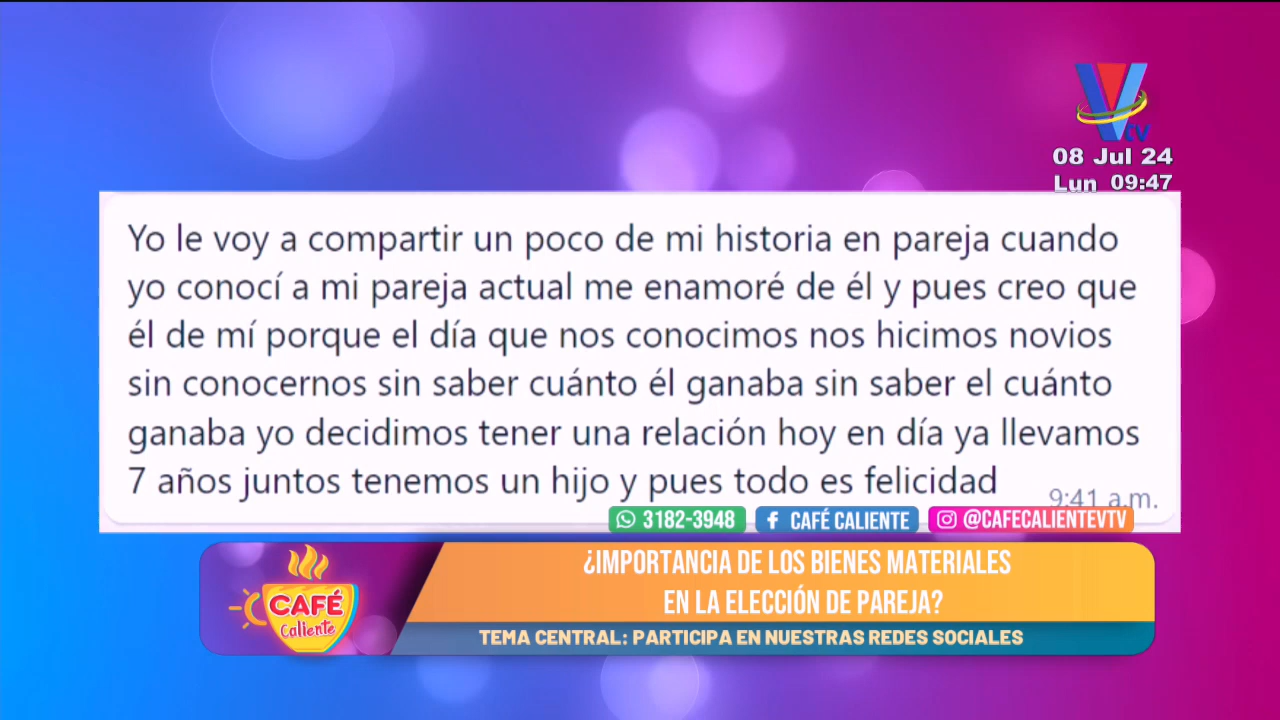 V
tv
08 Jul 24
Lun 09:47
Yo le voy a compartir un poco de mi historia en pareja cuando
yo conocí a mi pareja actual me enamoré de él y pues creo que
él de mí porque el día que nos conocimos nos hicimos novios
sin conocernos sin saber cuánto él ganaba sin saber el cuánto
ganaba yo decidimos tener una relación hoy en día ya llevamos
7 años juntos tenemos un hijo y pues todo es felicidad
9:41 a.m.
3182-3948 CAFÉ CALIENTE @CAFECALIENTEVTV
¿IMPORTANCIA DE LOS BIENES MATERIALES
EN LA ELECCIÓN DE PAREJA?
CAFÉ
Caliente
TEMA CENTRAL: PARTICIPA EN NUESTRAS REDES SOCIALES